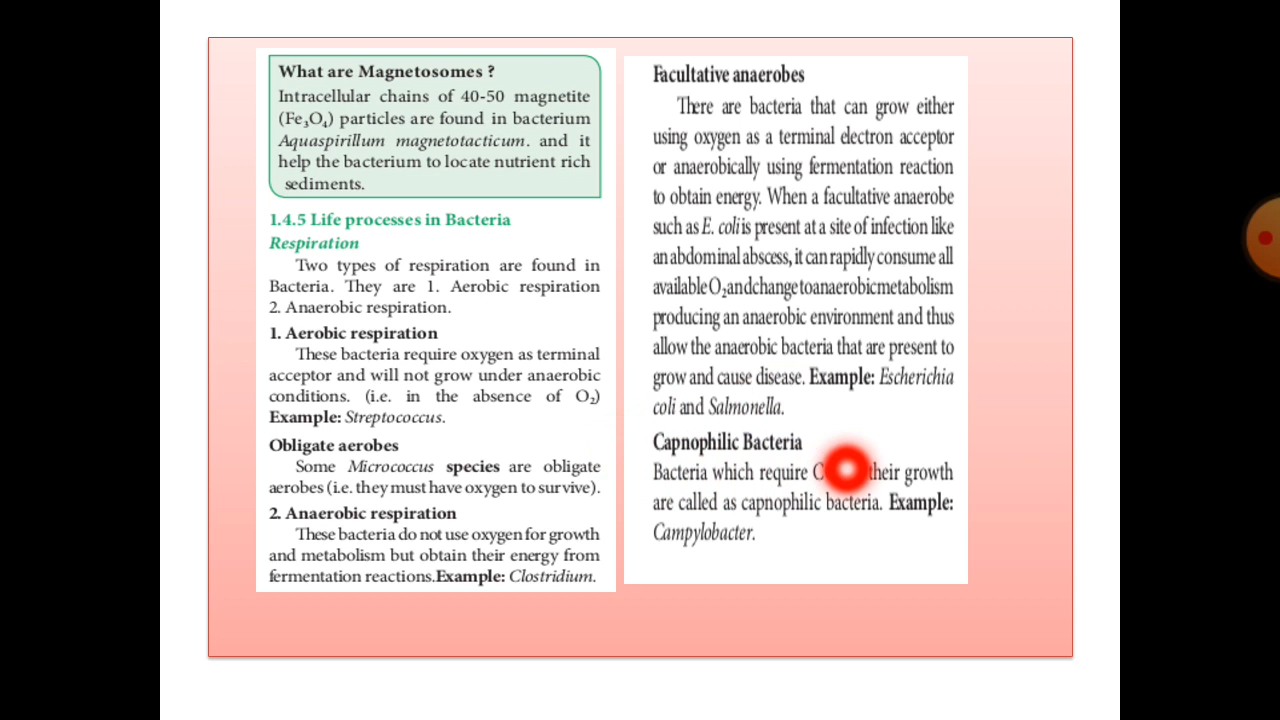 What are Magnetosomes ?
Intracellular chains of 40-50 magnetite
(Fe₃O₄) particles are found in bacterium
Aquaspirillum magnetotacticum. and it
help the bacterium to locate nutrient rich
sediments.
1.4.5 Life processes in Bacteria
Respiration
Two types of respiration are found in
Bacteria. They are 1. Aerobic respiration
2. Anaerobic respiration.
1. Aerobic respiration
These bacteria require oxygen as terminal
acceptor and will not grow under anaerobic
conditions. (i.e. in the absence of O₂)
Example: Streptococcus.
Obligate aerobes
Some Micrococcus species are obligate
aerobes (i.e. they must have oxygen to survive).
2. Anaerobic respiration
These bacteria do not use oxygen for growth
and metabolism but obtain their energy from
fermentation reactions.Example: Clostridium.
Facultative anaerobes
There are bacteria that can grow either
using oxygen as a terminal electron acceptor
or anaerobically using fermentation reaction
to obtain energy. When a facultative anaerobe
such as E. coli is present at a site of infection like
an abdominal abscess, it can rapidly consume all
available O₂ and change to anaerobic metabolism
producing an anaerobic environment and thus
allow the anaerobic bacteria that are present to
grow and cause disease. Example: Escherichia
coli and Salmonella.
Capnophilic Bacteria
Bacteria which require their growth
are called as capnophilic bacteria. Example:
Campylobacter.